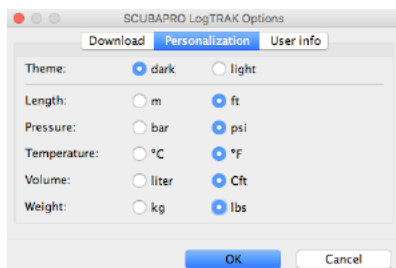 SCUBAPRO LogTRAK Options
Download Personalization User info
Theme: dark light
Length: m ft
Pressure: bar psi
Temperature: °C °F
Volume: liter Cft
Weight: kg lbs
OK Cancel